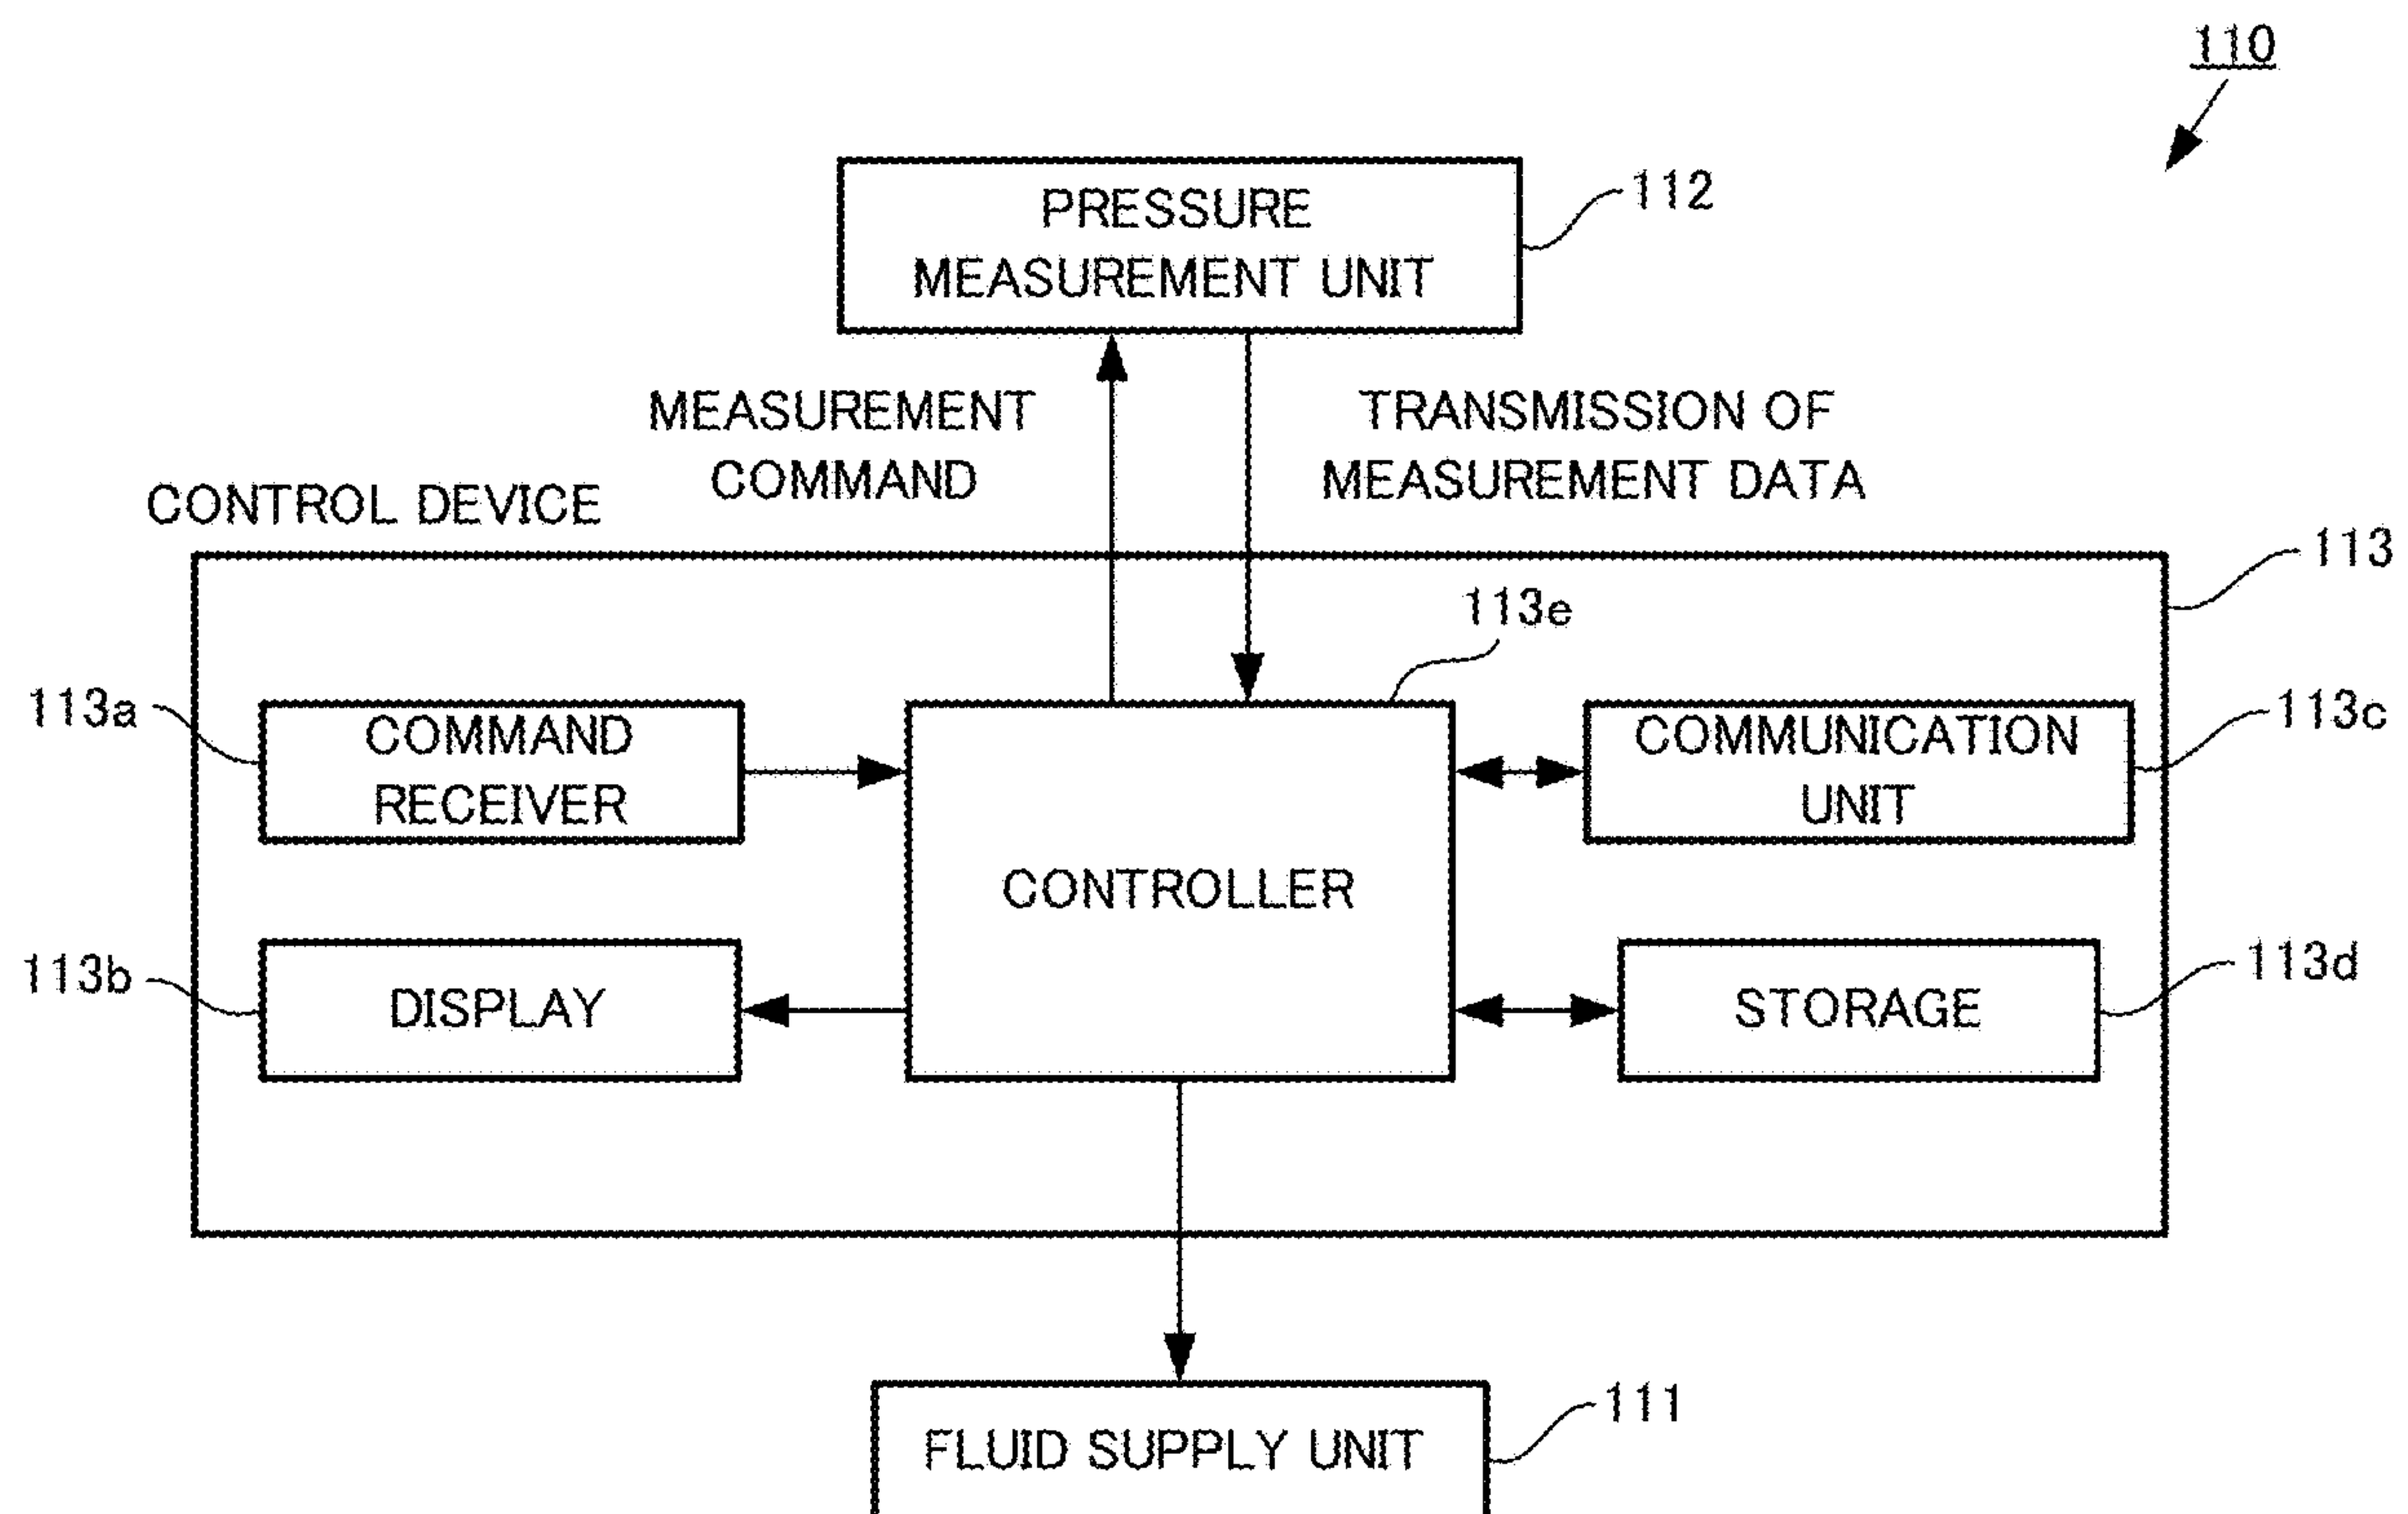 110
PRESSURE
MEASUREMENT UNIT
112
MEASUREMENT
COMMAND
TRANSMISSION OF
MEASUREMENT DATA
CONTROL DEVICE
113
113e
113a
COMMAND
RECEIVER
CONTROLLER
COMMUNICATION
UNIT
113c
113b
DISPLAY
STORAGE
113d
FLUID SUPPLY UNIT
111